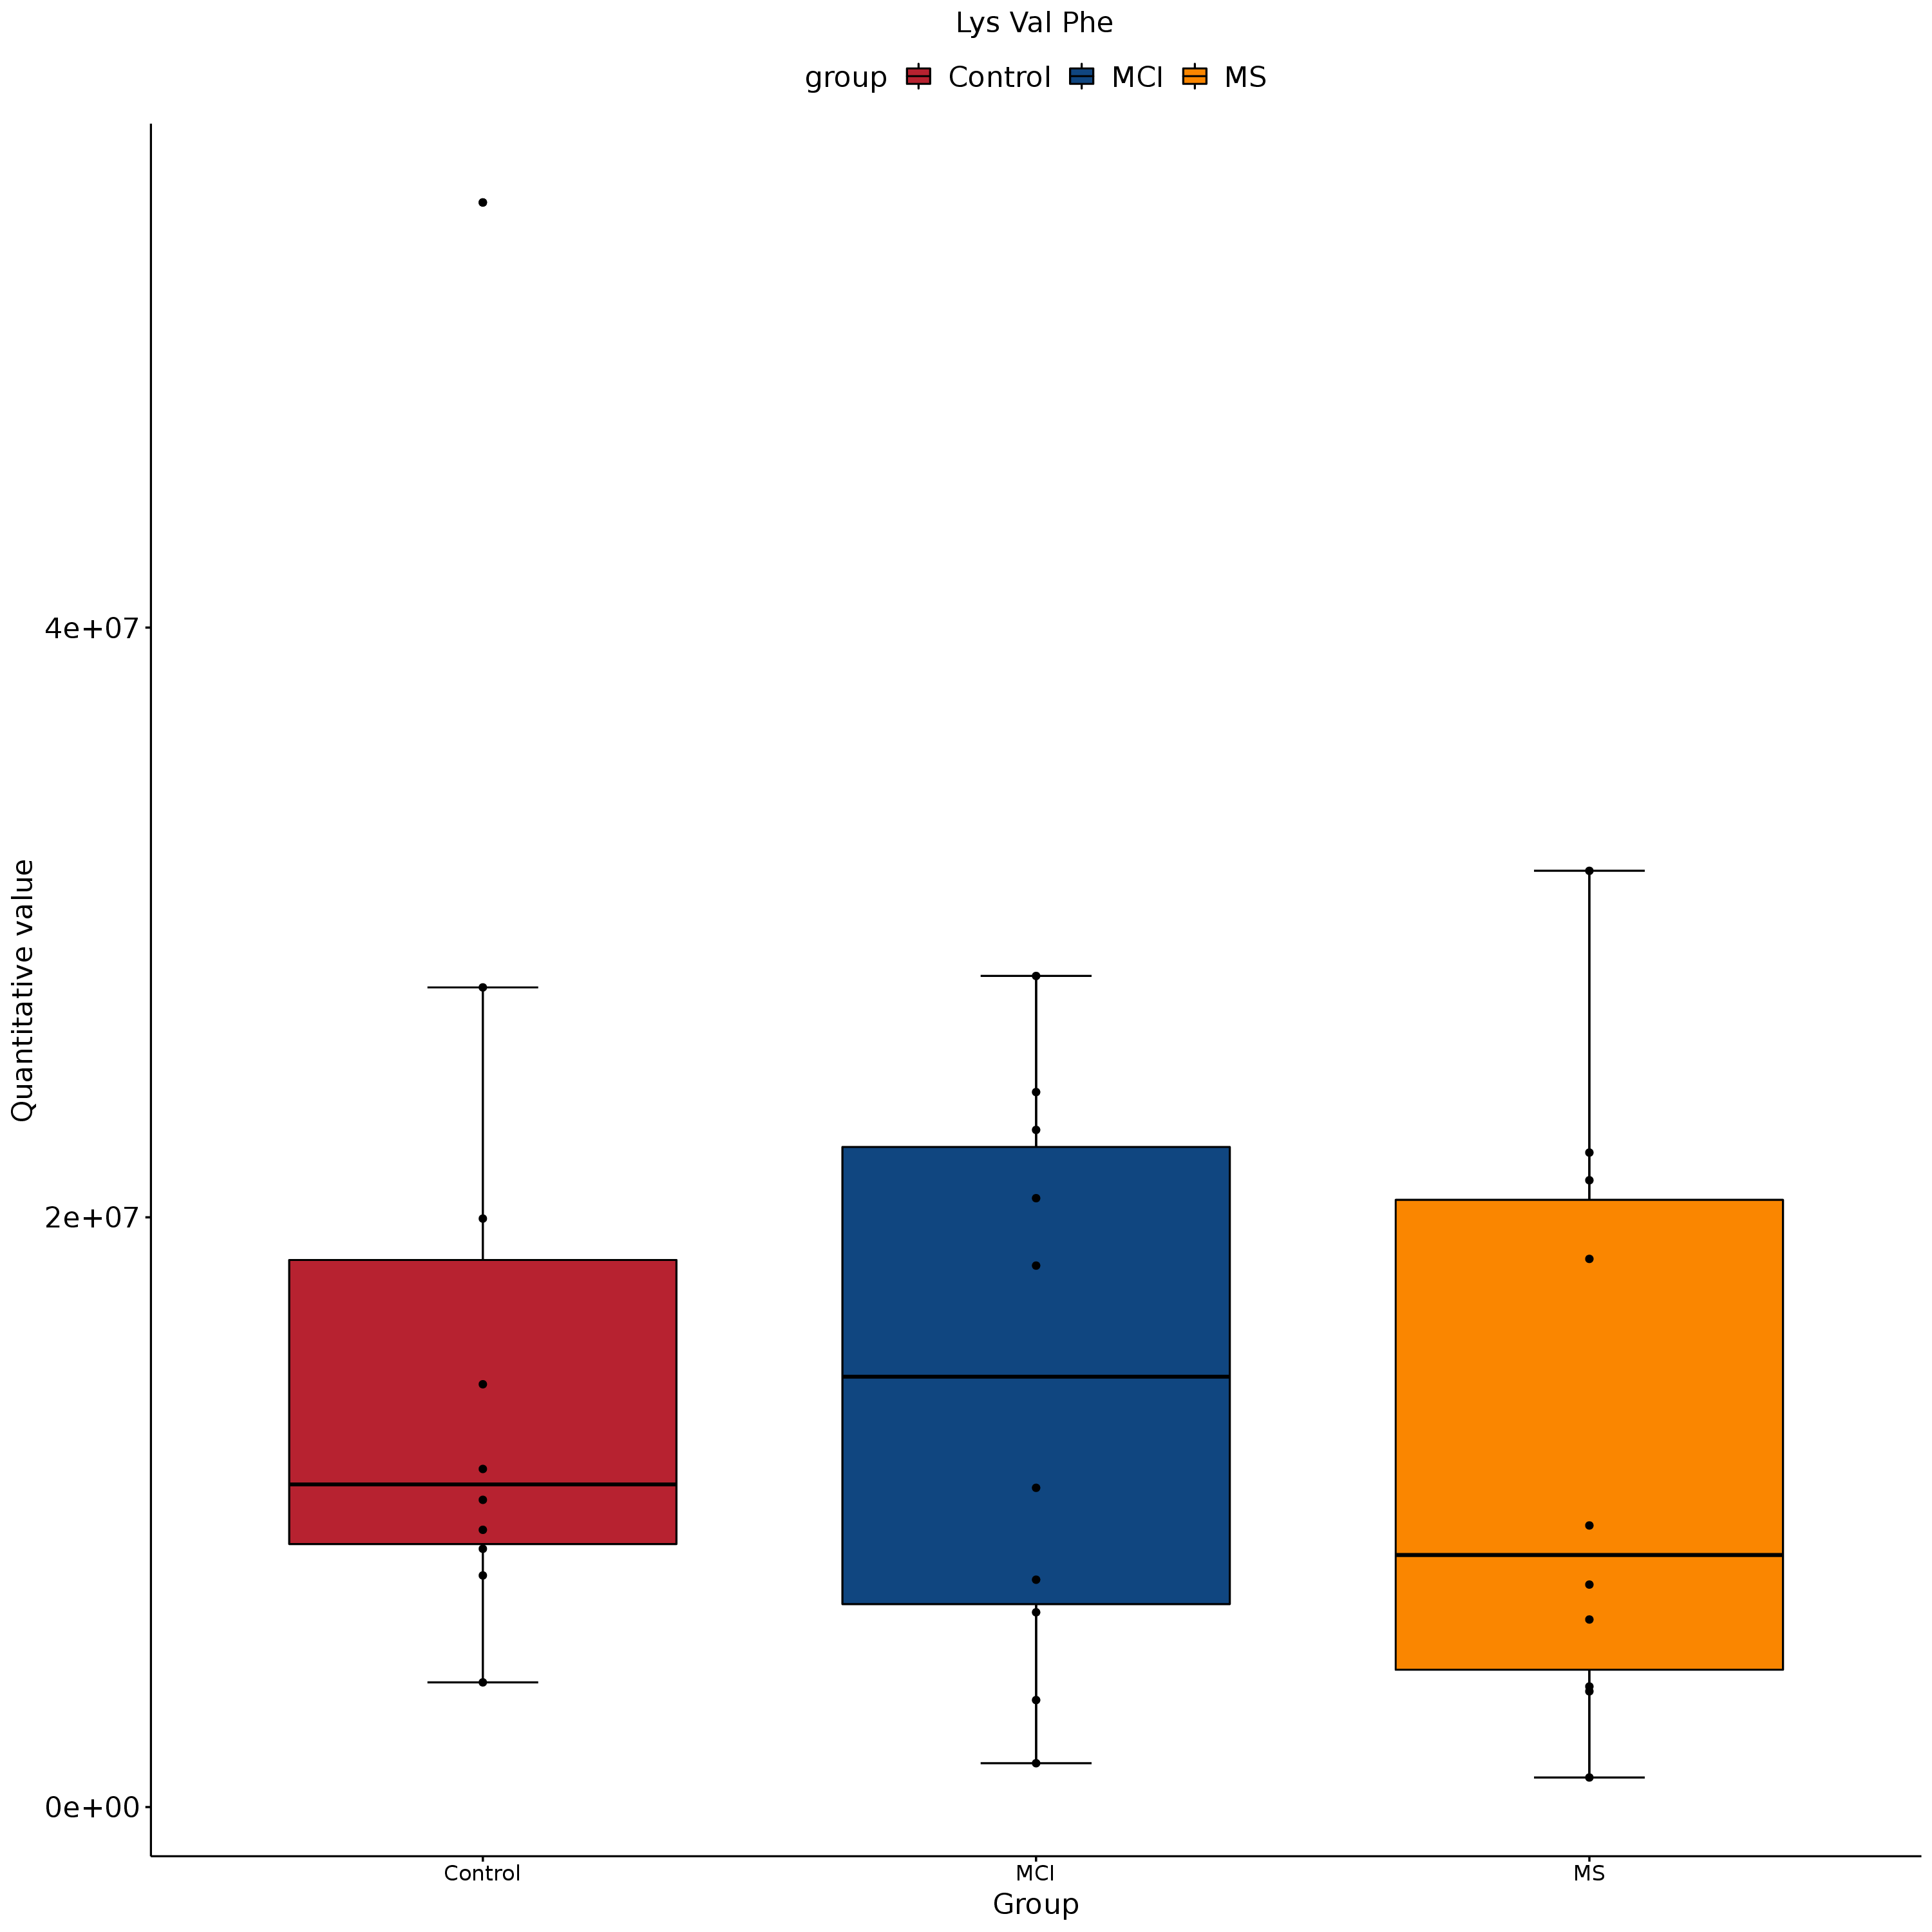 Lys Val Phe
group Control MCI MS
Quantitative value
4e+07
2e+07
0e+00
Control MCI MS
Group